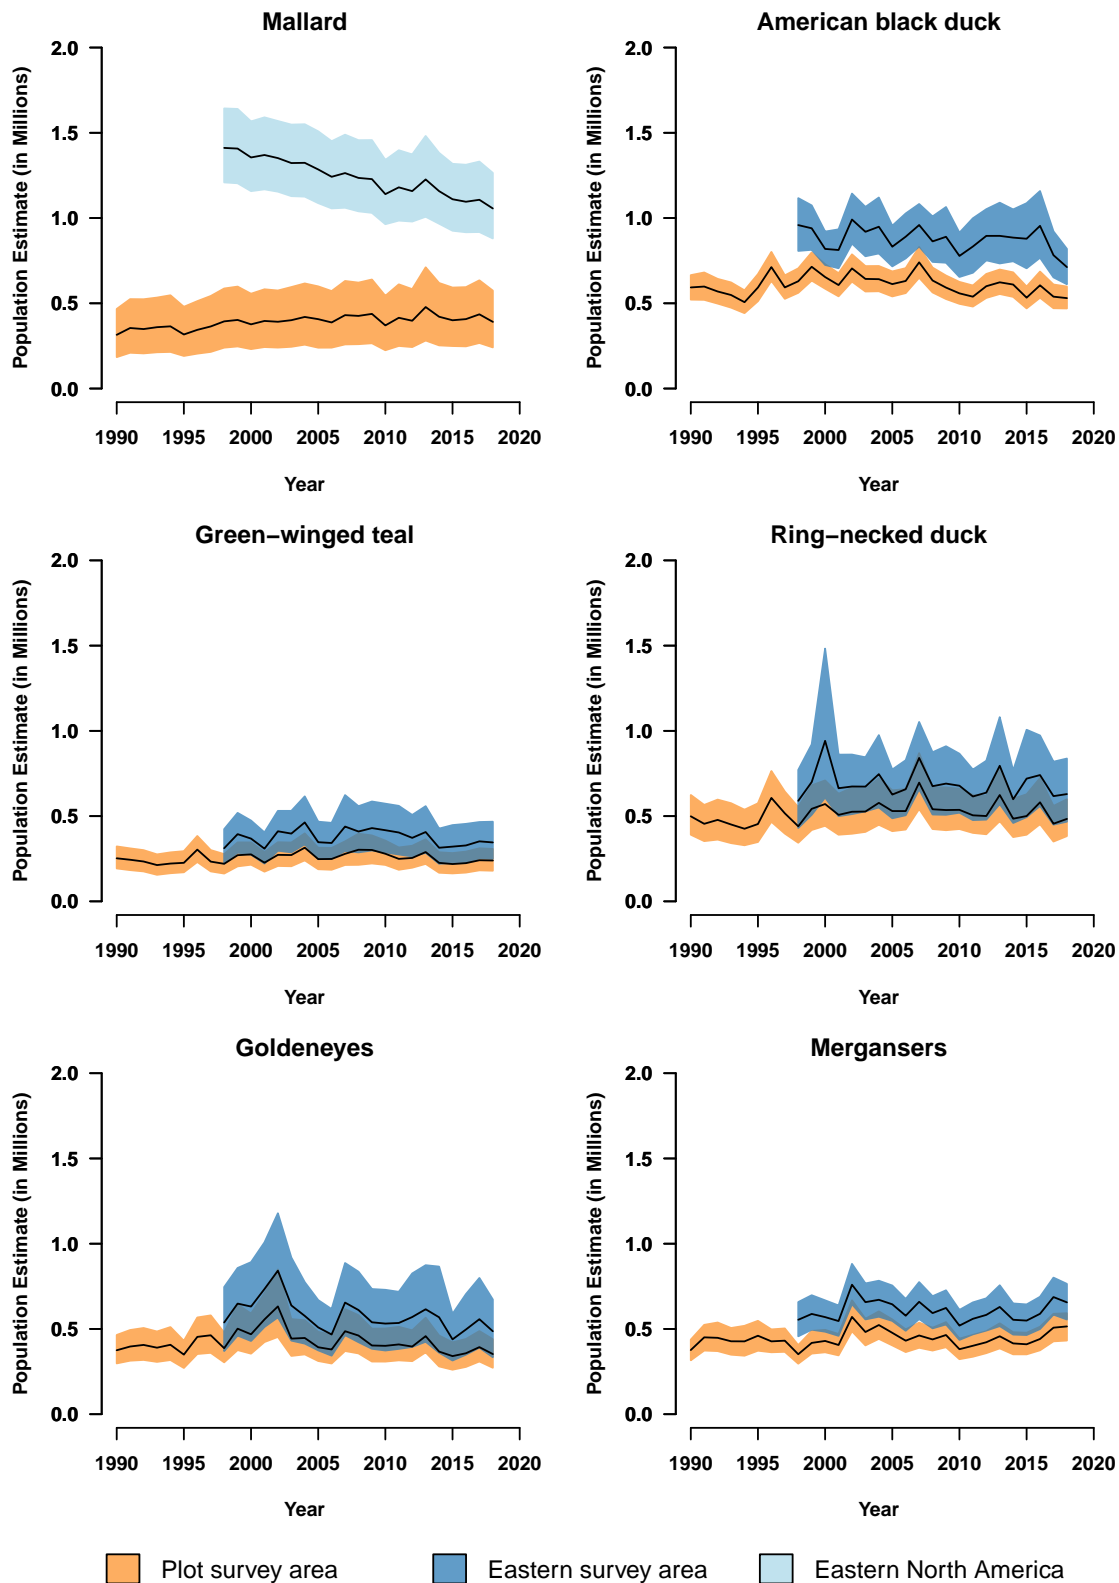 Mallard
American black duck
Population Estimate (in Millions)
2.0
1.5
1.0
0.5
0.0
1990 1995 2000 2005 2010 2015 2020
Year
Population Estimate (in Millions)
2.0
1.5
1.0
0.5
0.0
1990 1995 2000 2005 2010 2015 2020
Year
Green−winged teal
Ring−necked duck
Population Estimate (in Millions)
2.0
1.5
1.0
0.5
0.0
1990 1995 2000 2005 2010 2015 2020
Year
Population Estimate (in Millions)
2.0
1.5
1.0
0.5
0.0
1990 1995 2000 2005 2010 2015 2020
Year
Goldeneyes
Mergansers
Population Estimate (in Millions)
2.0
1.5
1.0
0.5
0.0
1990 1995 2000 2005 2010 2015 2020
Year
Population Estimate (in Millions)
2.0
1.5
1.0
0.5
0.0
1990 1995 2000 2005 2010 2015 2020
Year
Plot survey area Eastern survey area Eastern North America